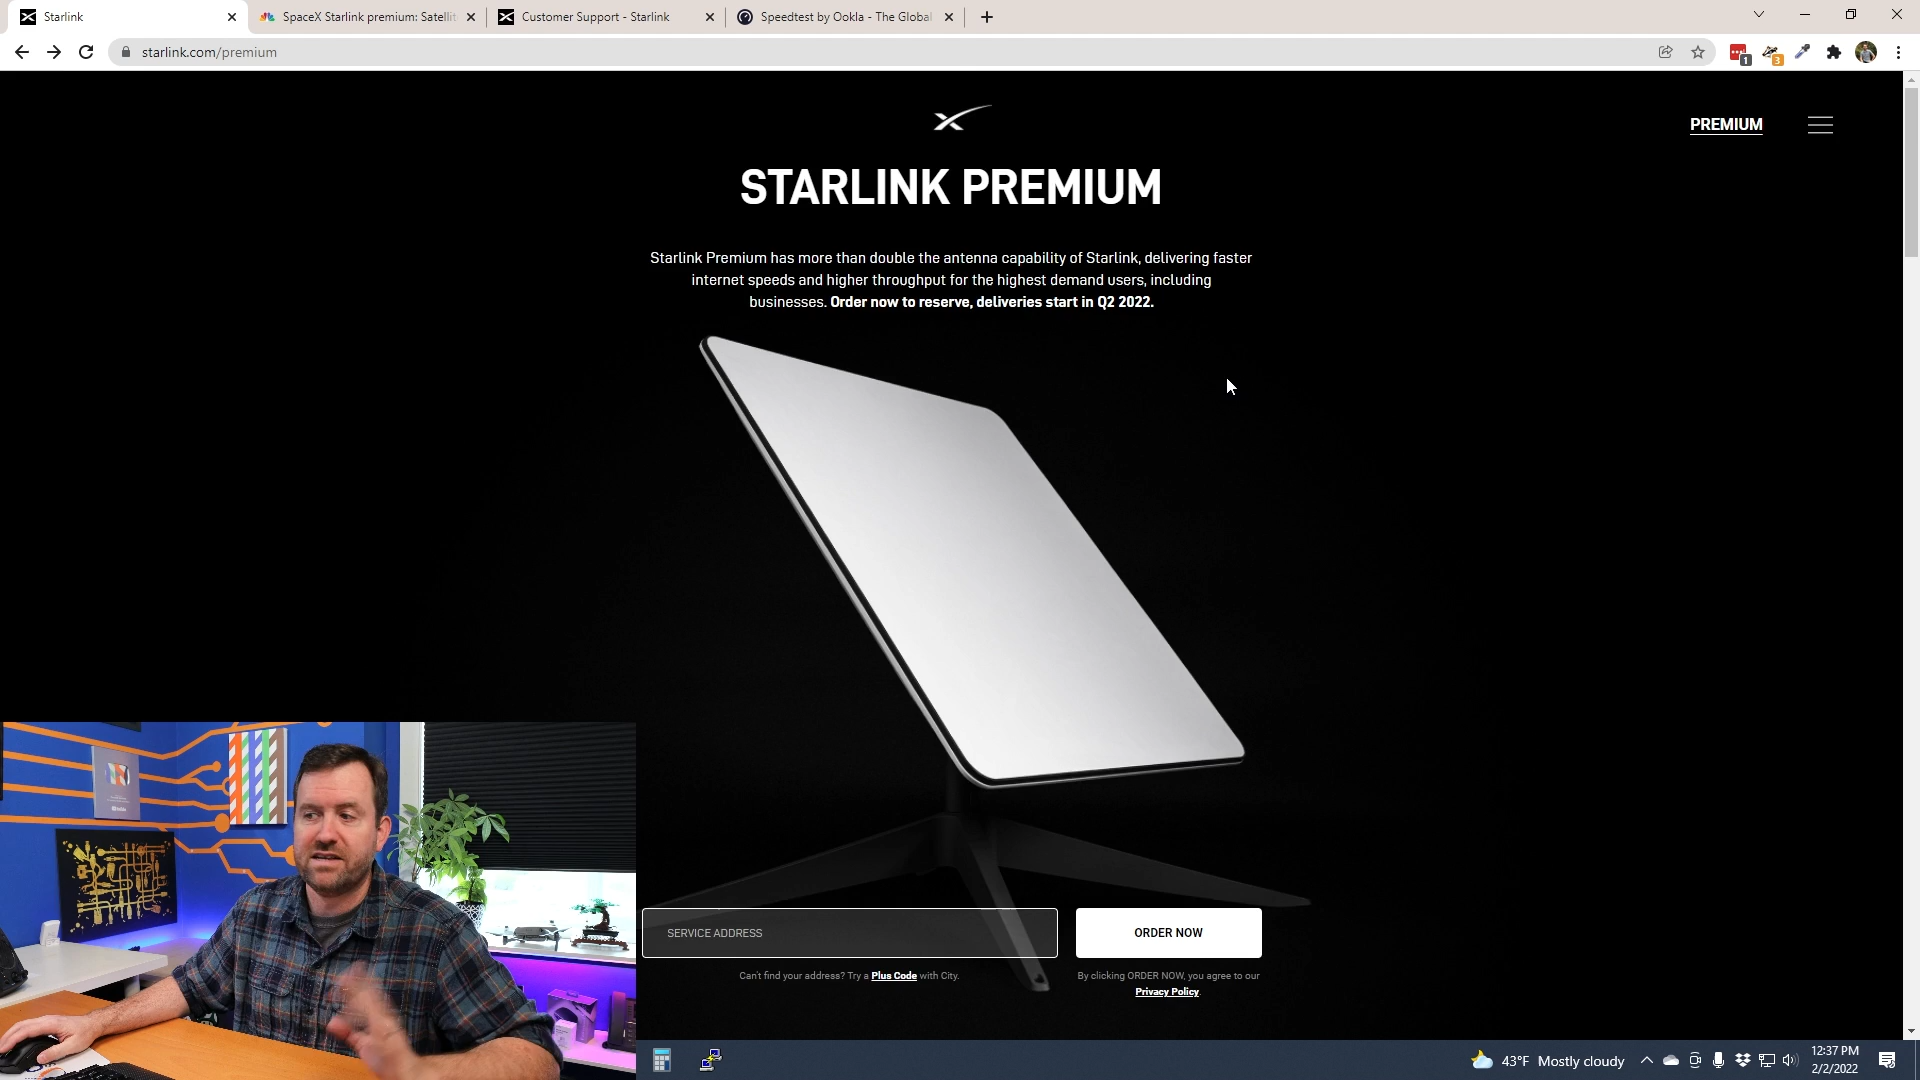 Starlink
SpaceX Starlink premium: Satellit
Customer Support - Starlink
Speedtest by Ookla - The Global
starlink.com/premium
1
3
PREMIUM
STARLINK PREMIUM
Starlink Premium has more than double the antenna capability of Starlink, delivering faster
internet speeds and higher throughput for the highest demand users, including
businesses. Order now to reserve, deliveries start in Q2 2022.
SERVICE ADDRESS
ORDER NOW
Can't find your address? Try a Plus Code with City.
By clicking ORDER NOW, you agree to our
Privacy Policy.
43°F Mostly cloudy
12:37 PM
2/2/2022